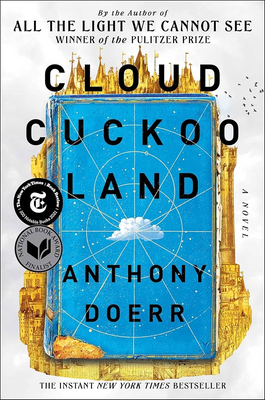 By the Author of
ALL THE LIGHT WE CANNOT SEE
WINNER of the PULITZER PRIZE
CLOUD
CUCKOO
LAND
A NOVEL
ANTHONY
DOERR
NATIONAL BOOK AWARD
FINALIST
THE INSTANT NEW YORK TIMES BESTSELLER